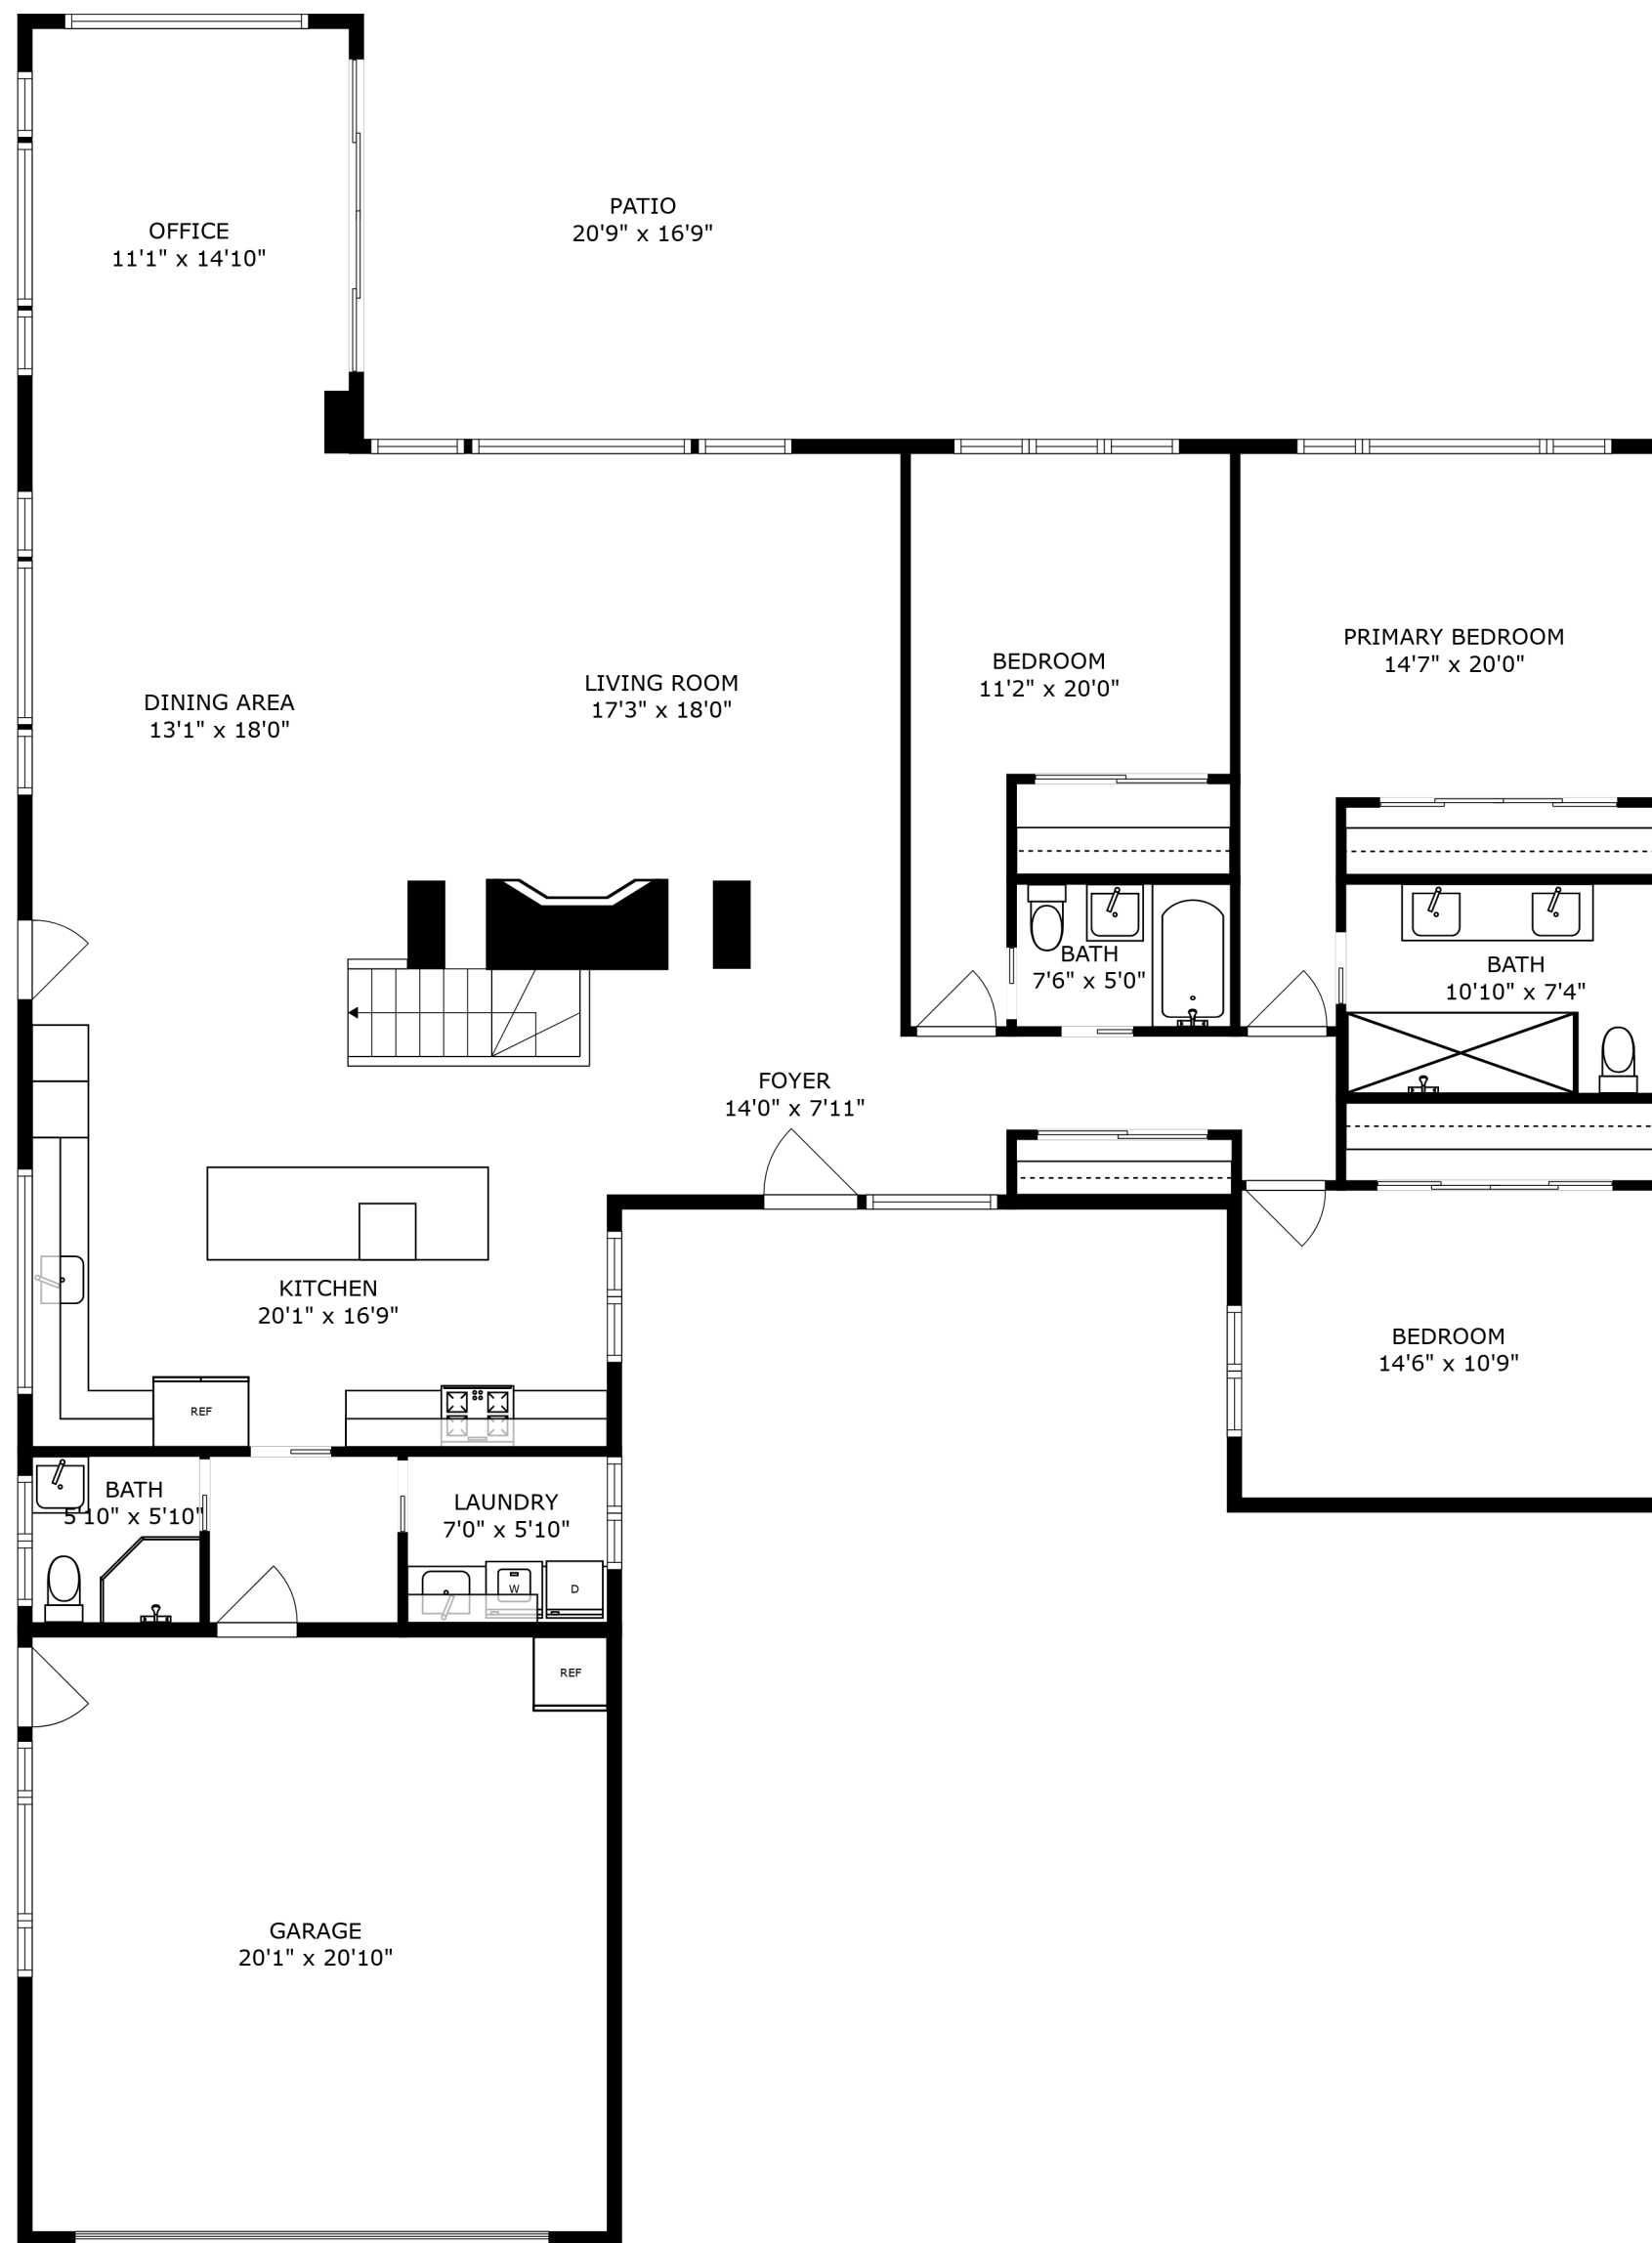 PATIO
20'9" x 16'9"
OFFICE
11'1" x 14'10"
PRIMARY BEDROOM
14'7" x 20'0"
BEDROOM
11'2" x 20'0"
LIVING ROOM
17'3" x 18'0"
DINING AREA
13'1" x 18'0"
BATH
7'6" x 5'0"
BATH
10'10" x 7'4"
FOYER
14'0" x 7'11"
KITCHEN
20'1" x 16'9"
BEDROOM
14'6" x 10'9"
REF
BATH
5'10" x 5'10"
LAUNDRY
7'0" x 5'10"
W
D
REF
GARAGE
20'1" x 20'10"